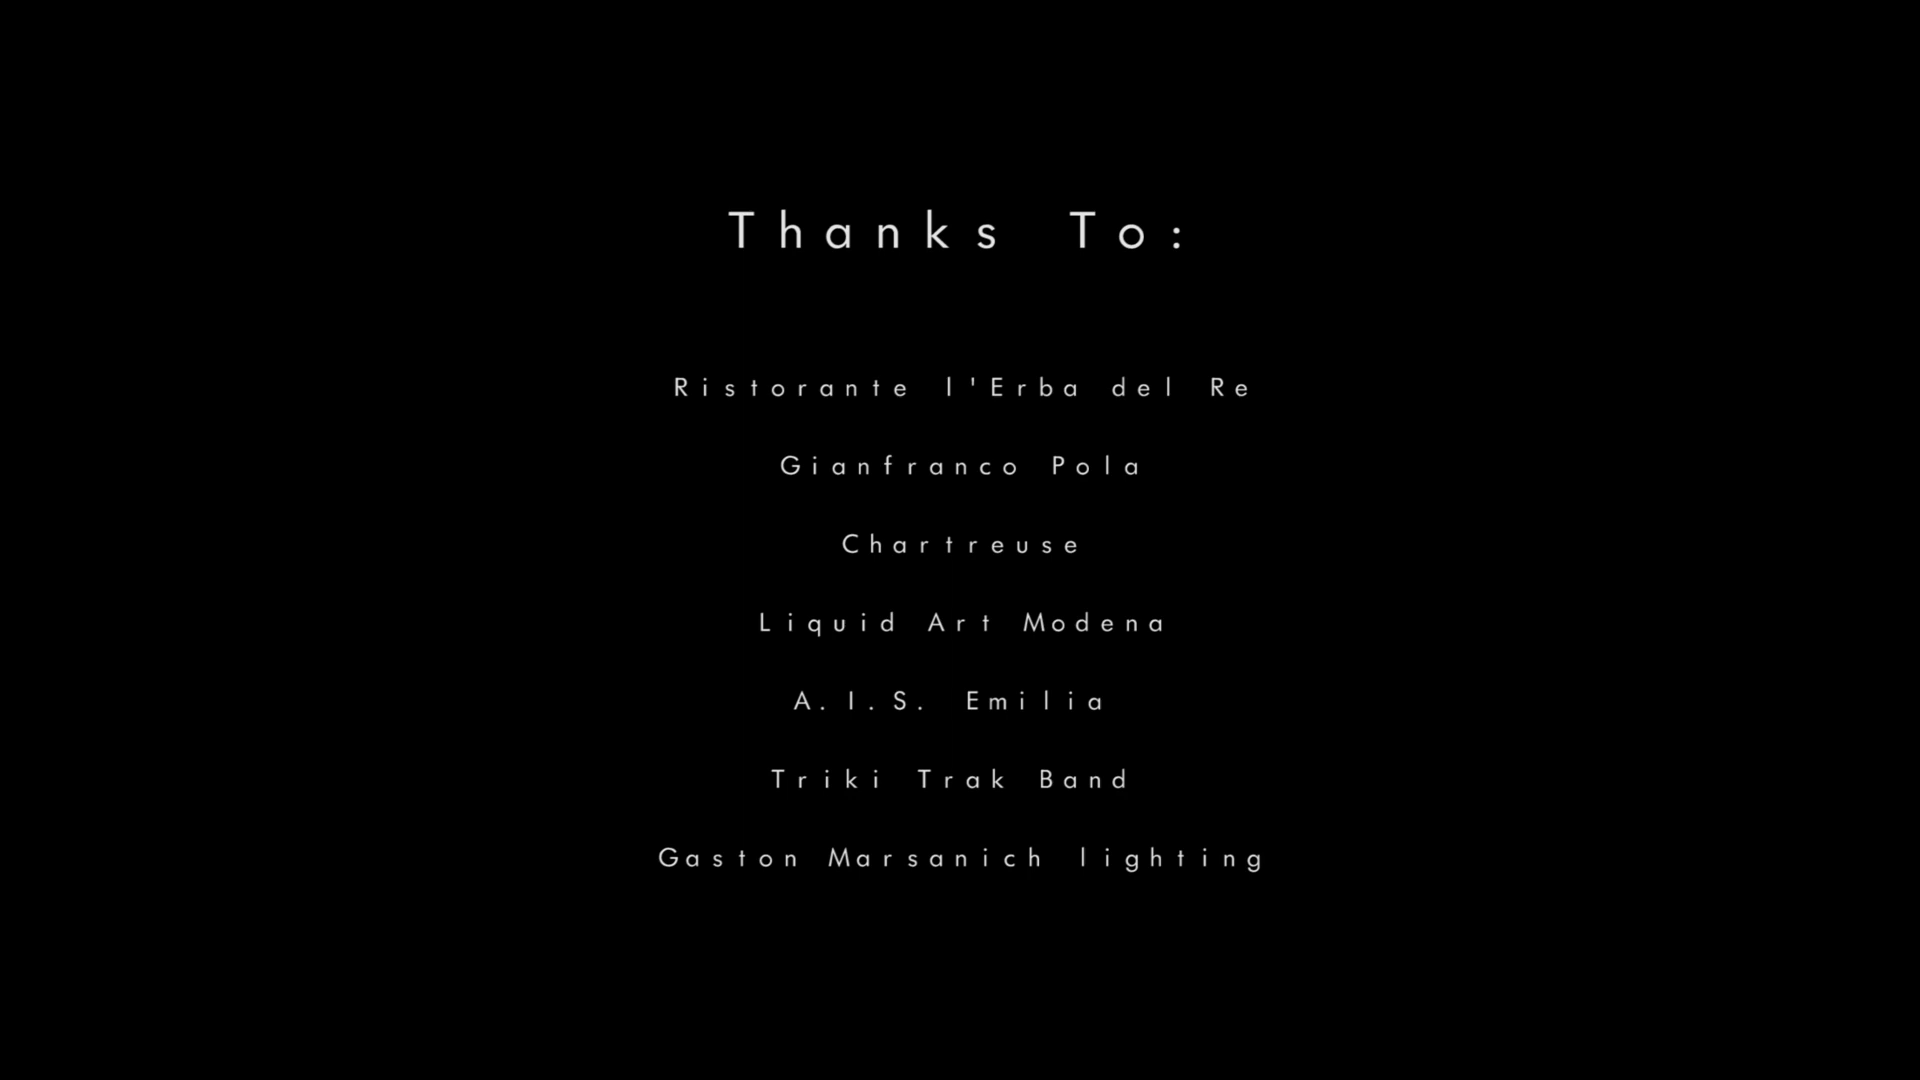 Thanks To:
Ristorante l'Erba del Re
Gianfranco Pola
Chartreuse
Liquid Art Modena
A.I.S. Emilia
Triki Trak Band
Gaston Marsanich lighting